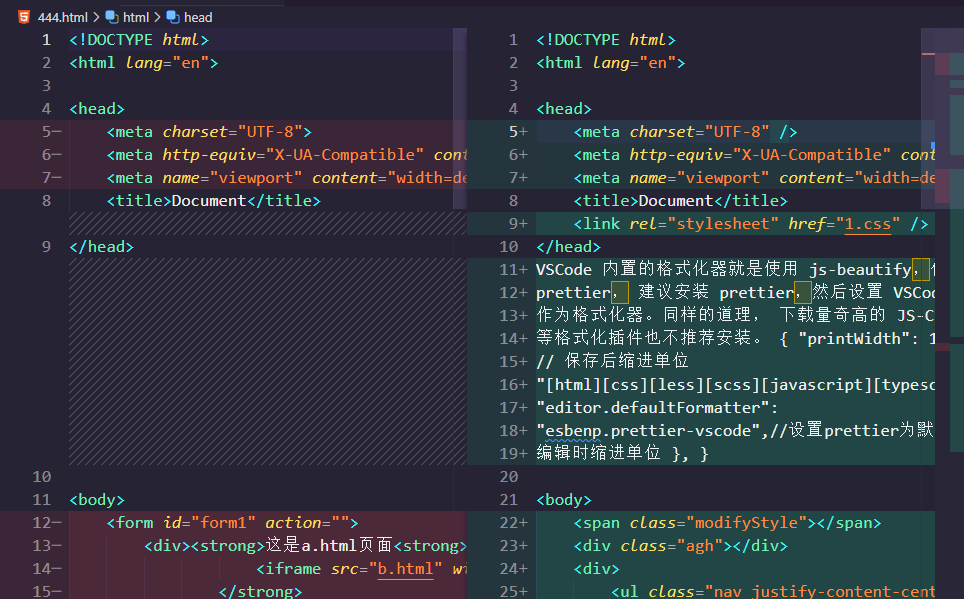 444.html > html > head
1 <!DOCTYPE html>
2 <html lang="en">
3
4 <head>
5— <meta charset="UTF-8">
6— <meta http-equiv="X-UA-Compatible" cont
7— <meta name="viewport" content="width=de
8 <title>Document</title>
9 </head>
10
11 <body>
12— <form id="form1" action="">
13— <div><strong>这是a.html页面<strong>
14— <iframe src="b.html" wi
15— </strong>
1 <!DOCTYPE html>
2 <html lang="en">
3
4 <head>
5+ <meta charset="UTF-8" />
6+ <meta http-equiv="X-UA-Compatible" cont
7+ <meta name="viewport" content="width=de
8 <title>Document</title>
9+ <link rel="stylesheet" href="1.css" />
10 </head>
11+ VSCode 内置的格式化器就是使用 js-beautify，
12+ prettier， 建议安装 prettier，然后设置 VSCod
13+ 作为格式化器。同样的道理， 下载量奇高的 JS-C
14+ 等格式化插件也不推荐安装。 { "printWidth": 1
15+ // 保存后缩进单位
16+ "[html][css][less][scss][javascript][typesc
17+ "editor.defaultFormatter":
18+ "esbenp.prettier-vscode",//设置prettier为默
19+ 编辑时缩进单位 }, }
20
21 <body>
22+ <span class="modifyStyle"></span>
23+ <div class="agh"></div>
24+ <div>
25+ <ul class="nav justify-content-cent